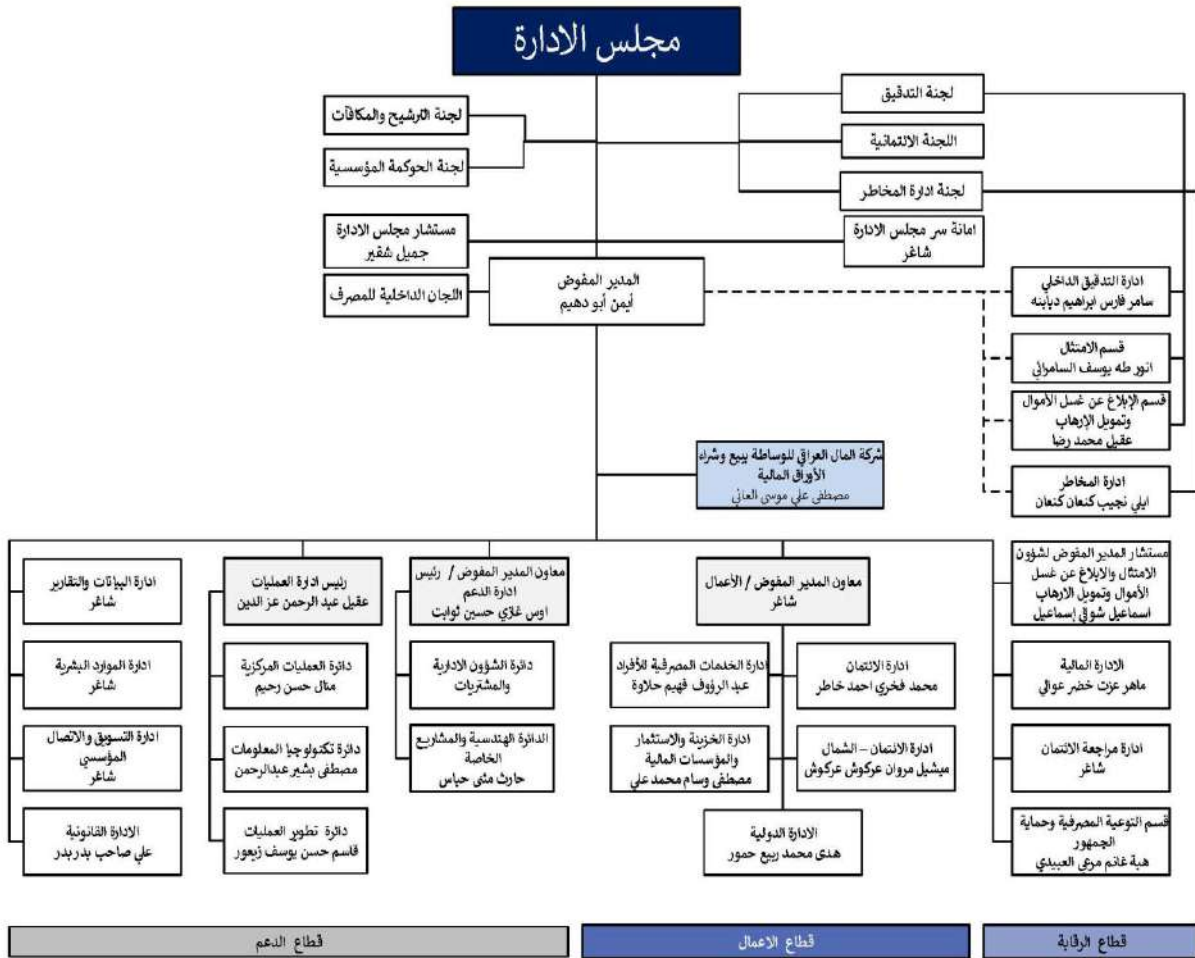 مجلس الادارة
لجنة التدقيق
لجنة الترشيح والمكافآت
اللجنة الائتمانية
لجنة الحوكمة المؤسسية
لجنة ادارة المخاطر
امانة سر مجلس الادارة
شاغر
مستشار مجلس الادارة
جميل شقير
المدير المفوض
أيمن أبو دهيم
اللجان الداخلية للمصرف
ادارة التدقيق الداخلي
سامر فارس ابراهيم دبابنه
قسم الامتثال
انور طه يوسف السامرائي
قسم الإبلاغ عن غسل الأموال
وتمويل الإرهاب
عقيل محمد رضا
ادارة المخاطر
ايلي نجيب كنعان كنعان
شركة المال العراقي للوساطة ببيع وشراء
الأوراق المالية
مصطفى علي موسى العاني
مستشار المدير المفوض لشؤون
الامتثال والابلاغ عن غسل
الأموال وتمويل الارهاب
اسماعيل شوقي إسماعيل
الادارة المالية
ماهر عزت خضر عوالي
ادارة مراجعة الائتمان
شاغر
قسم التوعية المصرفية وحماية
الجمهور
هبة غانم مرعي العبيدي
معاون المدير المفوض / الأعمال
شاغر
ادارة الائتمان
محمد فخري احمد خاطر
ادارة الخدمات المصرفية للأفراد
عبد الرؤوف فهيم حلاوة
ادارة الائتمان – الشمال
ميشيل مروان عركوش عركوش
ادارة الخزينة والاستثمار
والمؤسسات المالية
مصطفى وسام محمد علي
الادارة الدولية
هدى محمد ربيع حمور
معاون المدير المفوض / رئيس
ادارة الدعم
اوس غازي حسين ثوابت
دائرة الشؤون الادارية
والمشتريات
الدائرة الهندسية والمشاريع
الخاصة
حارث مثنى حياس
رئيس ادارة العمليات
عقيل عبد الرحمن عز الدين
دائرة العمليات المركزية
منال حسن رحيم
دائرة تكنولوجيا المعلومات
مصطفى بشير عبدالرحمن
دائرة تطوير العمليات
قاسم حسن يوسف زيعور
ادارة البيانات والتقارير
شاغر
ادارة الموارد البشرية
شاغر
ادارة التسويق والاتصال
المؤسسي
شاغر
الادارة القانونية
علي صاحب بدر بدر
قطاع الرقابة
قطاع الاعمال
قطاع الدعم